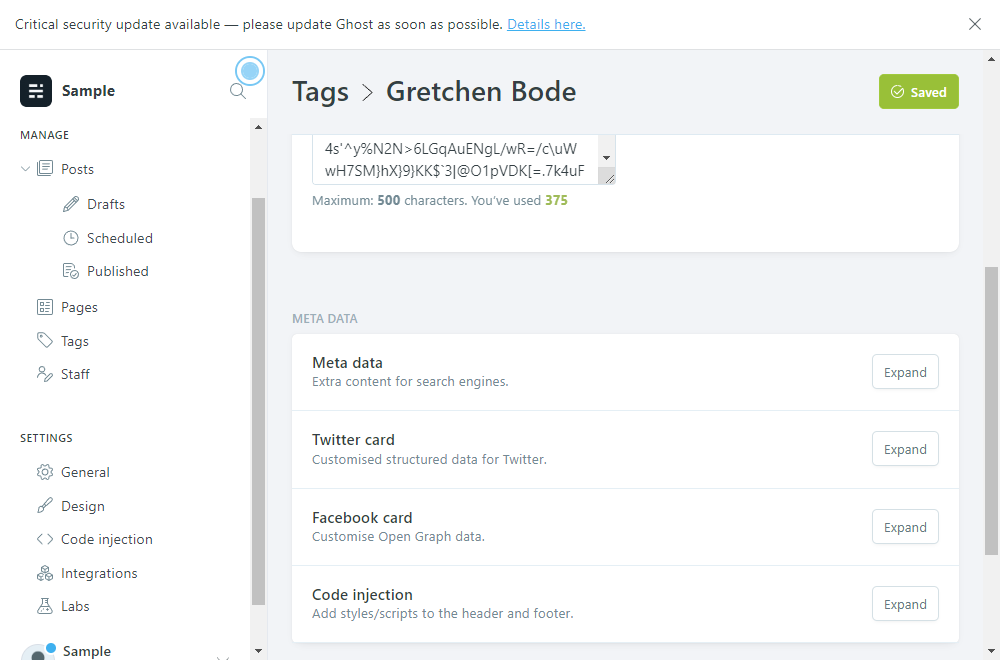 Critical security update available — please update Ghost as soon as possible. Details here.
Sample
MANAGE
Posts
Drafts
Scheduled
Published
Pages
Tags
Staff
SETTINGS
General
Design
Code injection
Integrations
Labs
Sample
Tags > Gretchen Bode
Saved
4s'^y%N2N>6LGqAuENgL/wR=/c\uW
wH7SM}hX}9}KK$`3|@O1pVDK[=.7k4uF
Maximum: 500 characters. You've used 375
META DATA
Meta data
Extra content for search engines.
Expand
Twitter card
Customised structured data for Twitter.
Expand
Facebook card
Customise Open Graph data.
Expand
Code injection
Add styles/scripts to the header and footer.
Expand